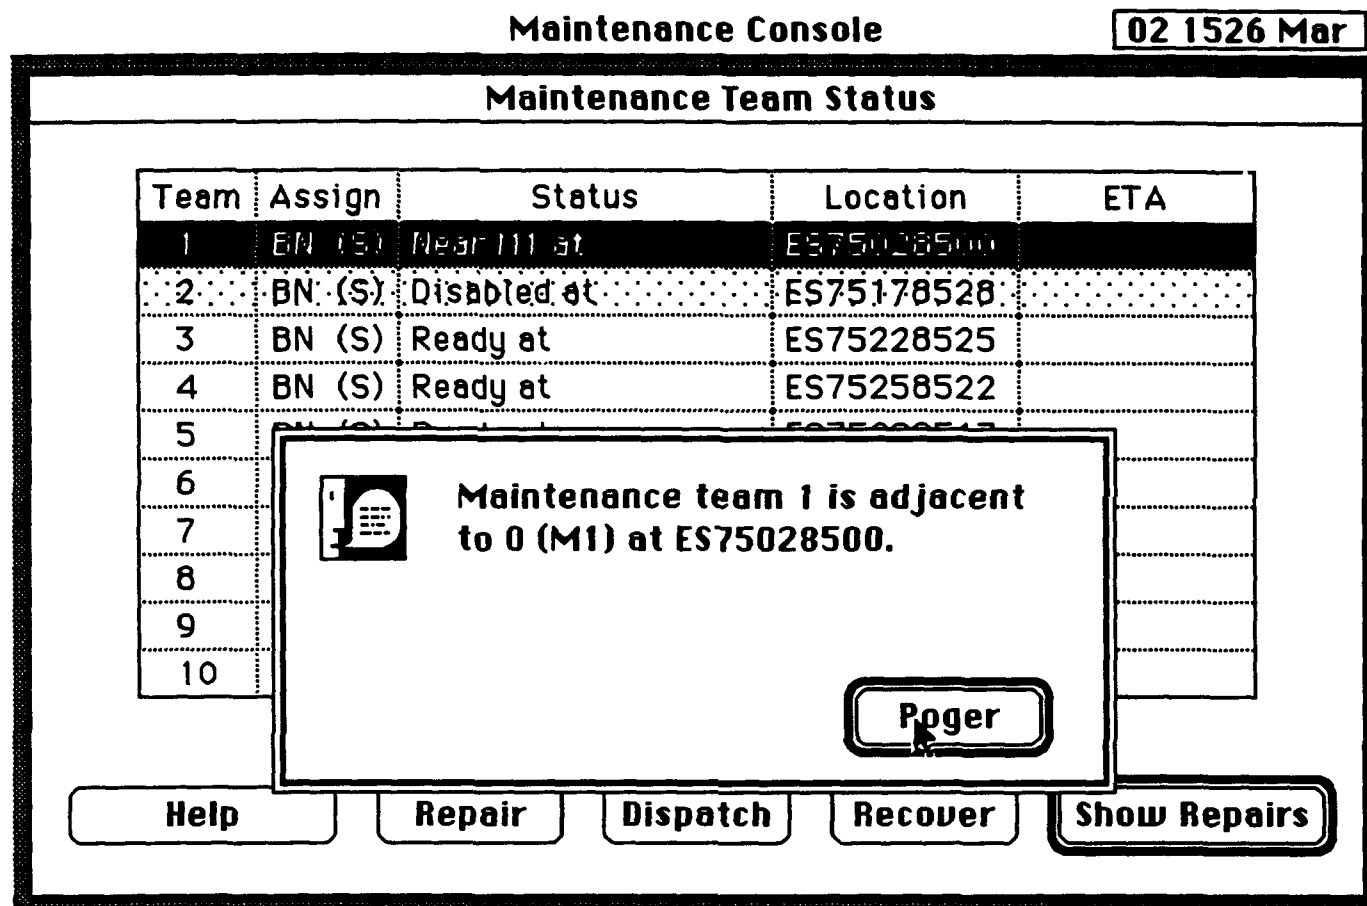 Maintenance Console
02 1526 Mar
Maintenance Team Status
Team Assign Status Location ETA
1 BN (S) Near 111 at ES75028500
2 BN (S) Disabled at ES75178528
3 BN (S) Ready at ES75228525
4 BN (S) Ready at ES75258522
5
6
7
8
9
10
Maintenance team 1 is adjacent
to 0 (M1) at ES75028500.
Roger
Help Repair Dispatch Recover Show Repairs